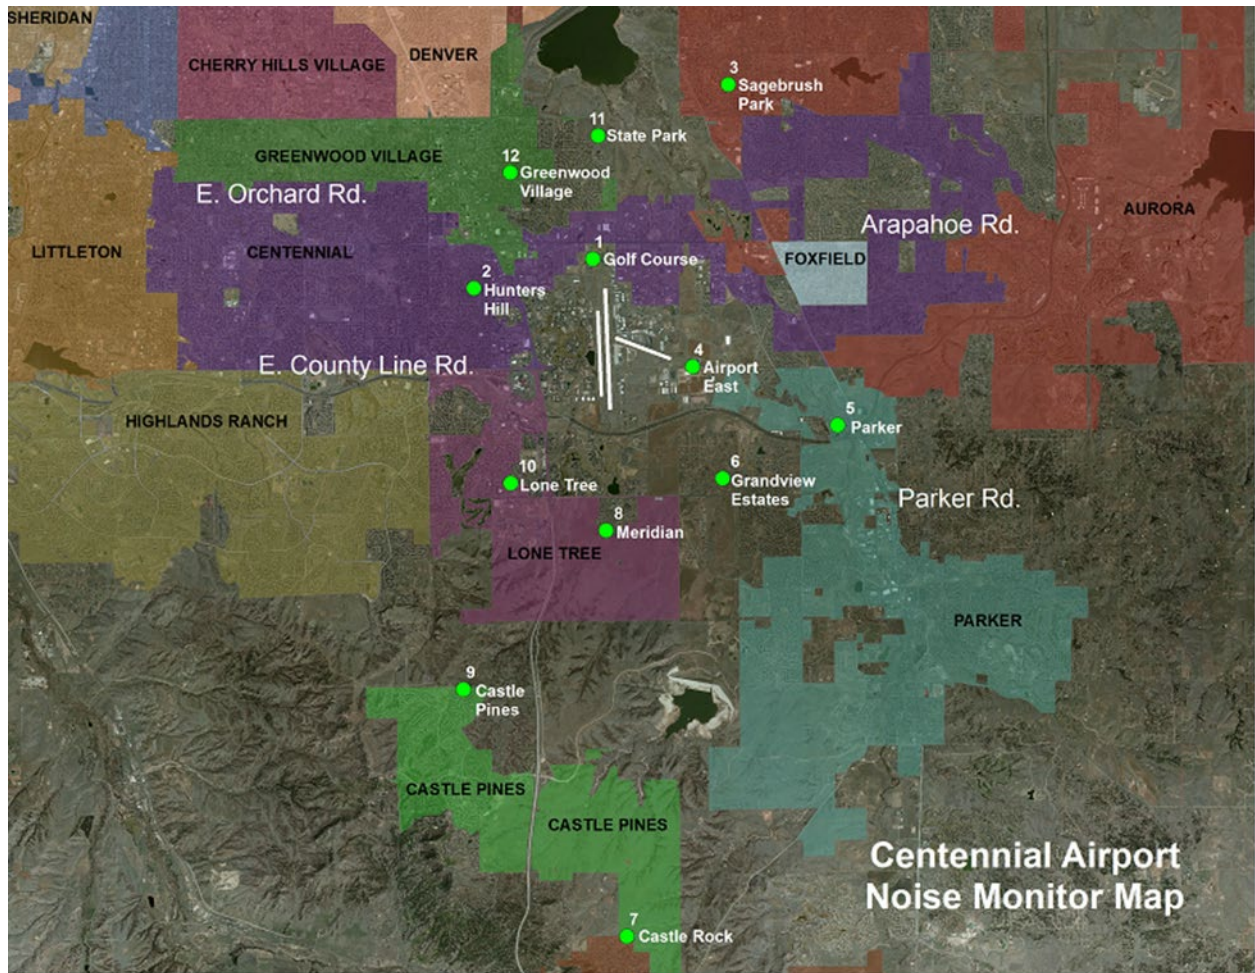 SHERIDAN
CHERRY HILLS VILLAGE
DENVER
3
Sagebrush
Park
11
State Park
GREENWOOD VILLAGE
12
Greenwood
Village
E. Orchard Rd.
Arapahoe Rd.
AURORA
LITTLETON
CENTENNIAL
1
Golf Course
FOXFIELD
2
Hunters
Hill
4
Airport
East
E. County Line Rd.
HIGHLANDS RANCH
5
Parker
6
Grandview
Estates
10
Lone Tree
Parker Rd.
8
Meridian
LONE TREE
PARKER
9
Castle
Pines
CASTLE PINES
CASTLE PINES
Centennial Airport
Noise Monitor Map
7
Castle Rock